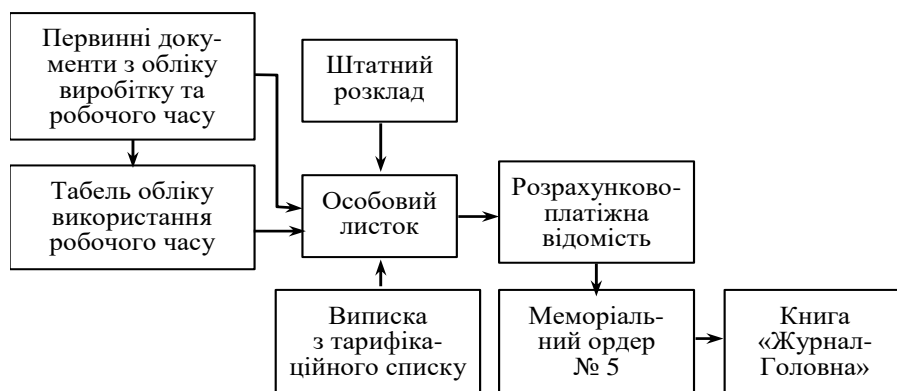 Первинні доку-
менти з обліку
виробітку та
робочого часу
Штатний
розклад
Табель обліку
використання
робочого часу
Особовий
листок
Розрахунково-
платіжна
відомість
Виписка
з тарифіка-
ційного списку
Меморіаль-
ний ордер
№ 5
Книга
«Журнал-
Головна»